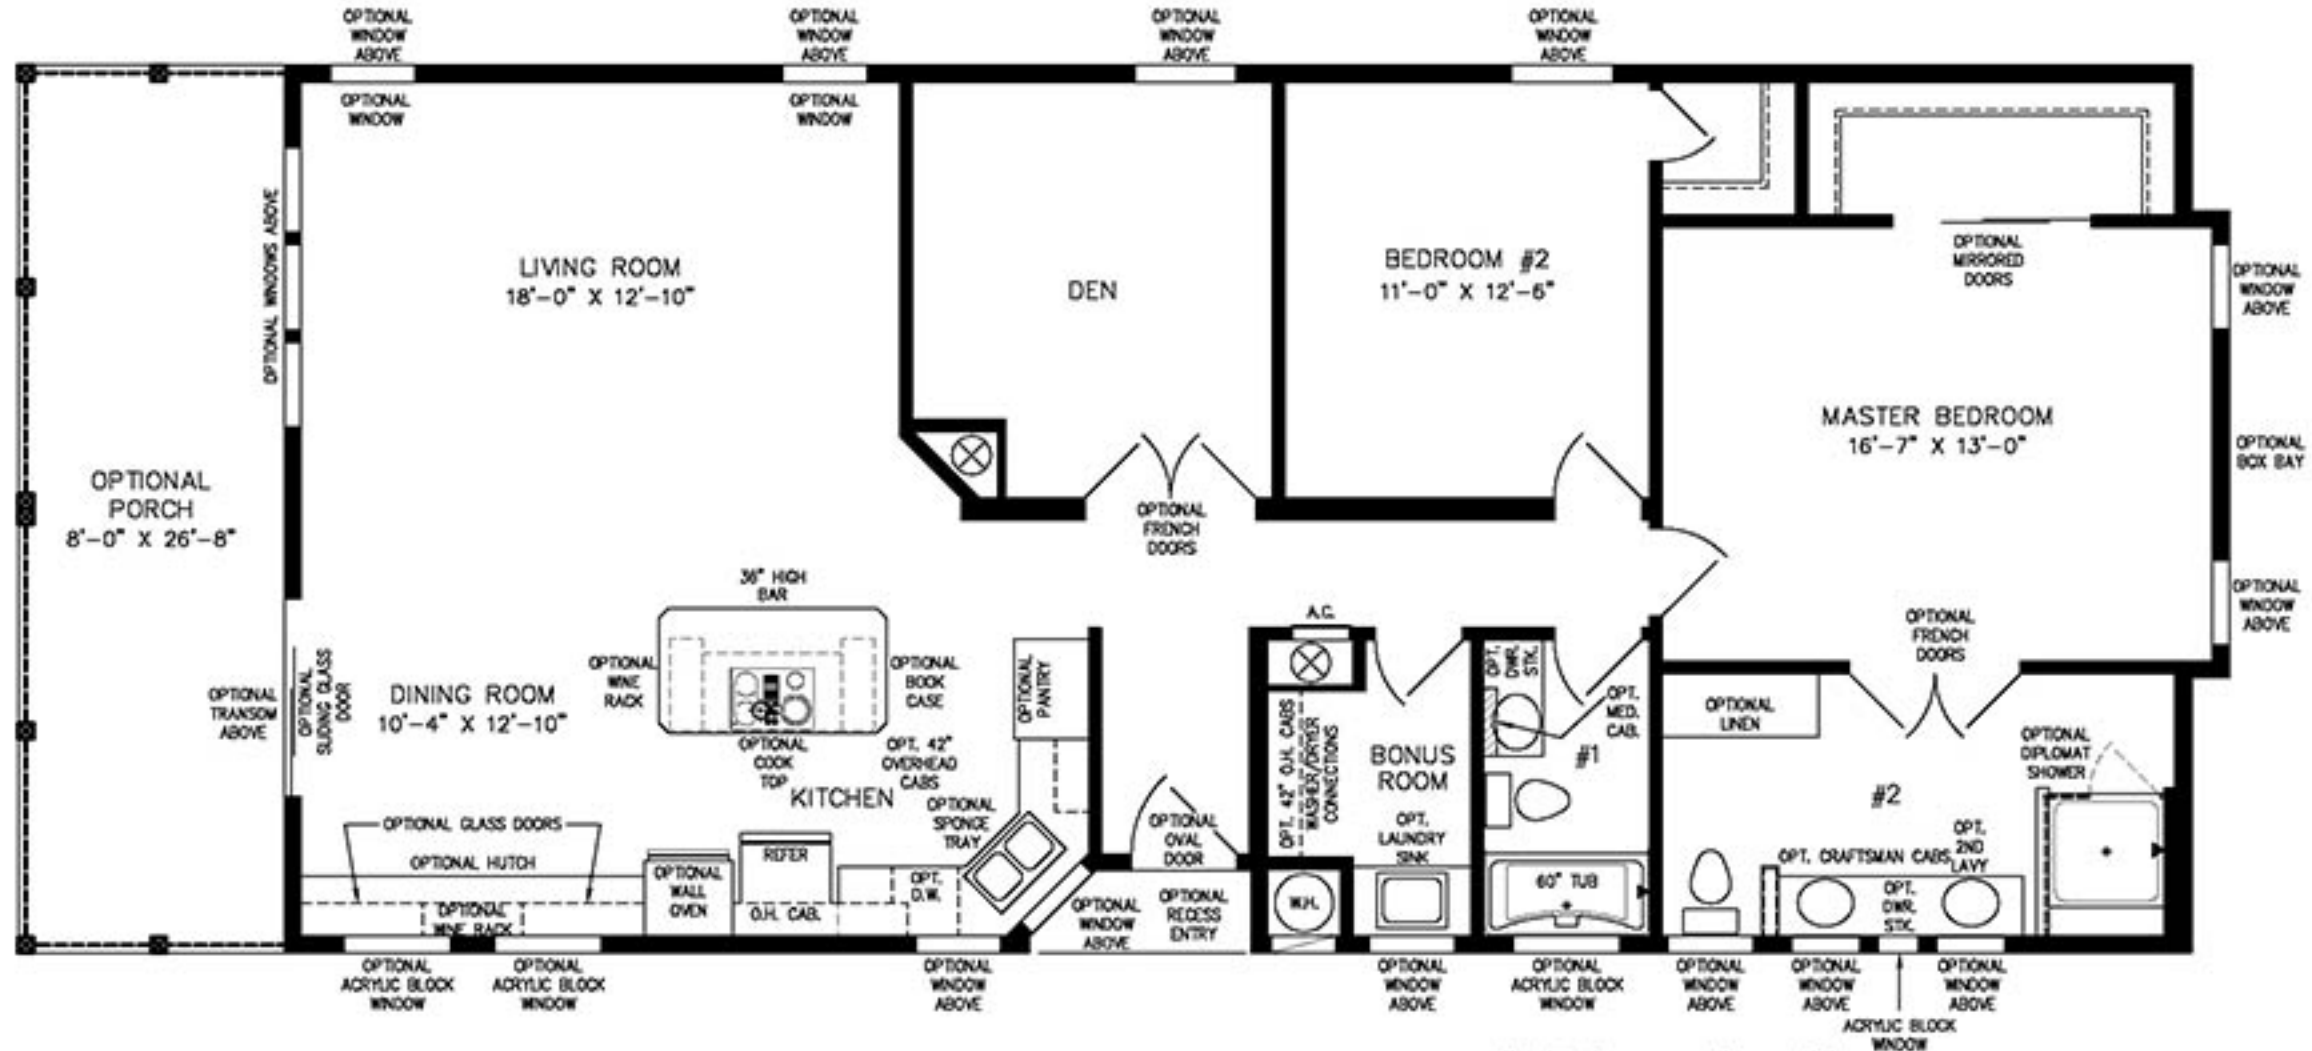 OPTIONAL
WINDOW
ABOVE
OPTIONAL
WINDOW
ABOVE
OPTIONAL
WINDOW
ABOVE
OPTIONAL
WINDOW
ABOVE
OPTIONAL
WINDOW
OPTIONAL
WINDOW
OPTIONAL WINDOWS ABOVE
LIVING ROOM
18'-0" X 12'-10"
DEN
BEDROOM #2
11'-0" X 12'-6"
OPTIONAL
MIRRORED
DOORS
OPTIONAL
WINDOW
ABOVE
MASTER BEDROOM
16'-7" X 13'-0"
OPTIONAL
BOX BAY
OPTIONAL
PORCH
8'-0" X 26'-8"
OPTIONAL
FRENCH
DOORS
36" HIGH
BAR
A.C.
OPTIONAL
WINDOW
ABOVE
OPTIONAL
FRENCH
DOORS
OPTIONAL
TRANSOM
ABOVE
OPTIONAL
SLIDING GLASS
DOOR
DINING ROOM
10'-4" X 12'-10"
OPTIONAL
WINE
RACK
OPTIONAL
BOOK
CASE
OPTIONAL
PANTRY
OPTIONAL
COOK
TOP
OPT. 42"
OVERHEAD
CABS
KITCHEN
OPTIONAL
SPONGE
TRAY
OPT. 42" O.H. CABS
WASHER/DRYER
CONNECTIONS
BONUS
ROOM
OPT.
DWR.
STK.
OPT.
MED.
CAB.
#1
OPTIONAL
LINEN
OPTIONAL
DIPLOMAT
SHOWER
#2
OPTIONAL GLASS DOORS
OPTIONAL HUTCH
OPTIONAL
WINE RACK
OPTIONAL
WALL
OVEN
REFER
O.H. CAB.
OPT.
D.W.
OPTIONAL
OVAL
DOOR
OPTIONAL
WINDOW
ABOVE
OPTIONAL
RECESS
ENTRY
W.H.
OPT.
LAUNDRY
SINK
60" TUB
OPT. CRAFTSMAN CABS
OPT.
2ND
LAVY
OPT.
DWR.
STK.
OPTIONAL
ACRYLIC BLOCK
WINDOW
OPTIONAL
ACRYLIC BLOCK
WINDOW
OPTIONAL
WINDOW
ABOVE
OPTIONAL
WINDOW
ABOVE
OPTIONAL
ACRYLIC BLOCK
WINDOW
OPTIONAL
WINDOW
ABOVE
OPTIONAL
WINDOW
ABOVE
OPTIONAL
WINDOW
ABOVE
ACRYLIC BLOCK
WINDOW